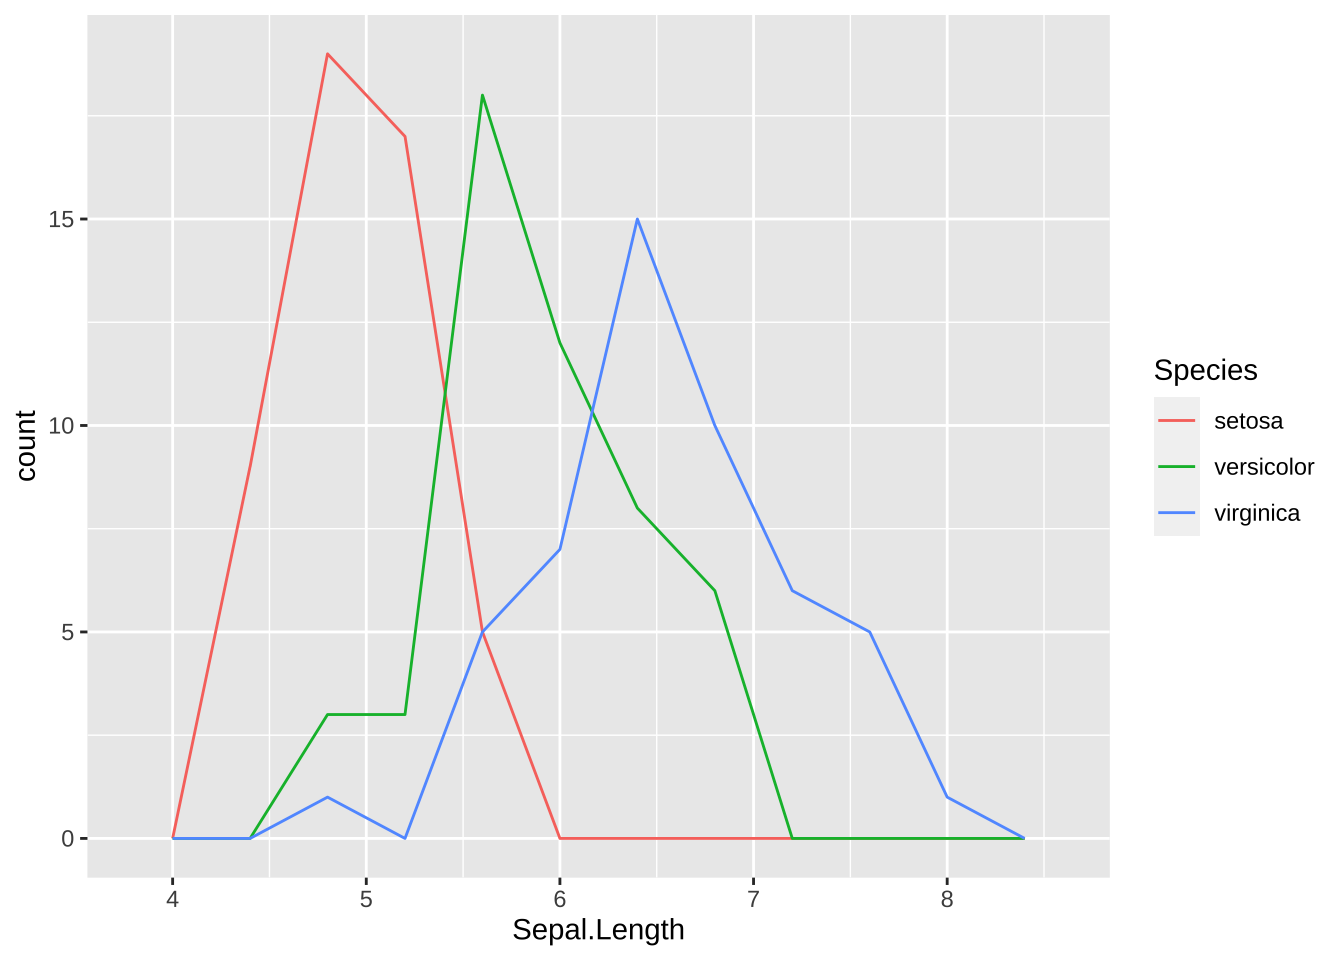 15
10
5
0
count
4 5 6 7 8
Sepal.Length
Species
setosa
versicolor
virginica